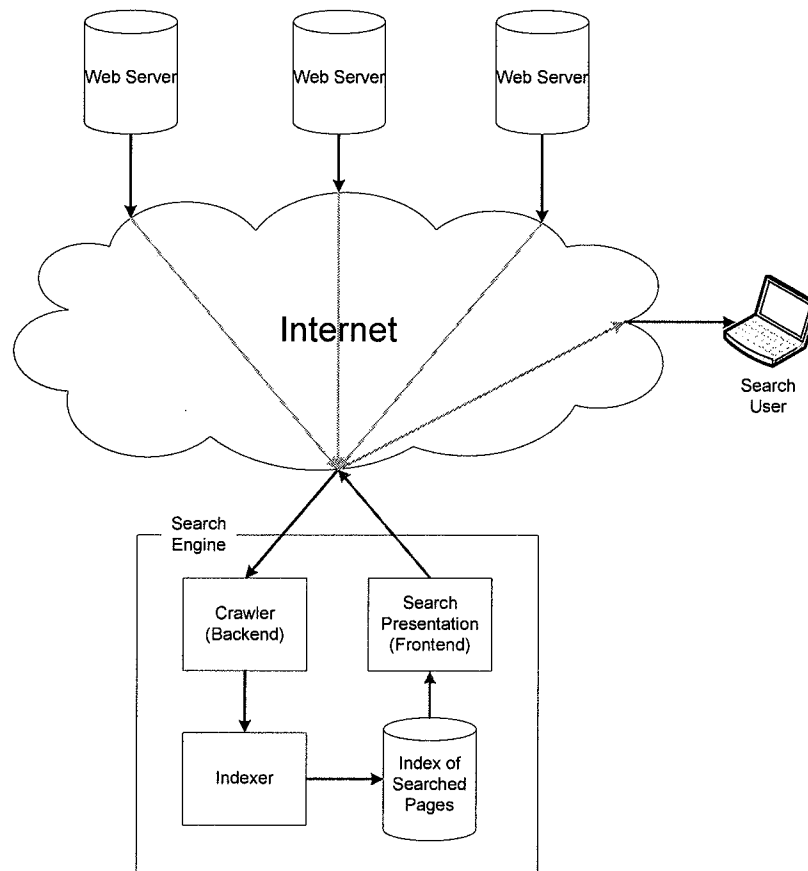 Web Server
Web Server
Web Server
Internet
Search
User
Search
Engine
Crawler
(Backend)
Search
Presentation
(Frontend)
Indexer
Index of
Searched
Pages